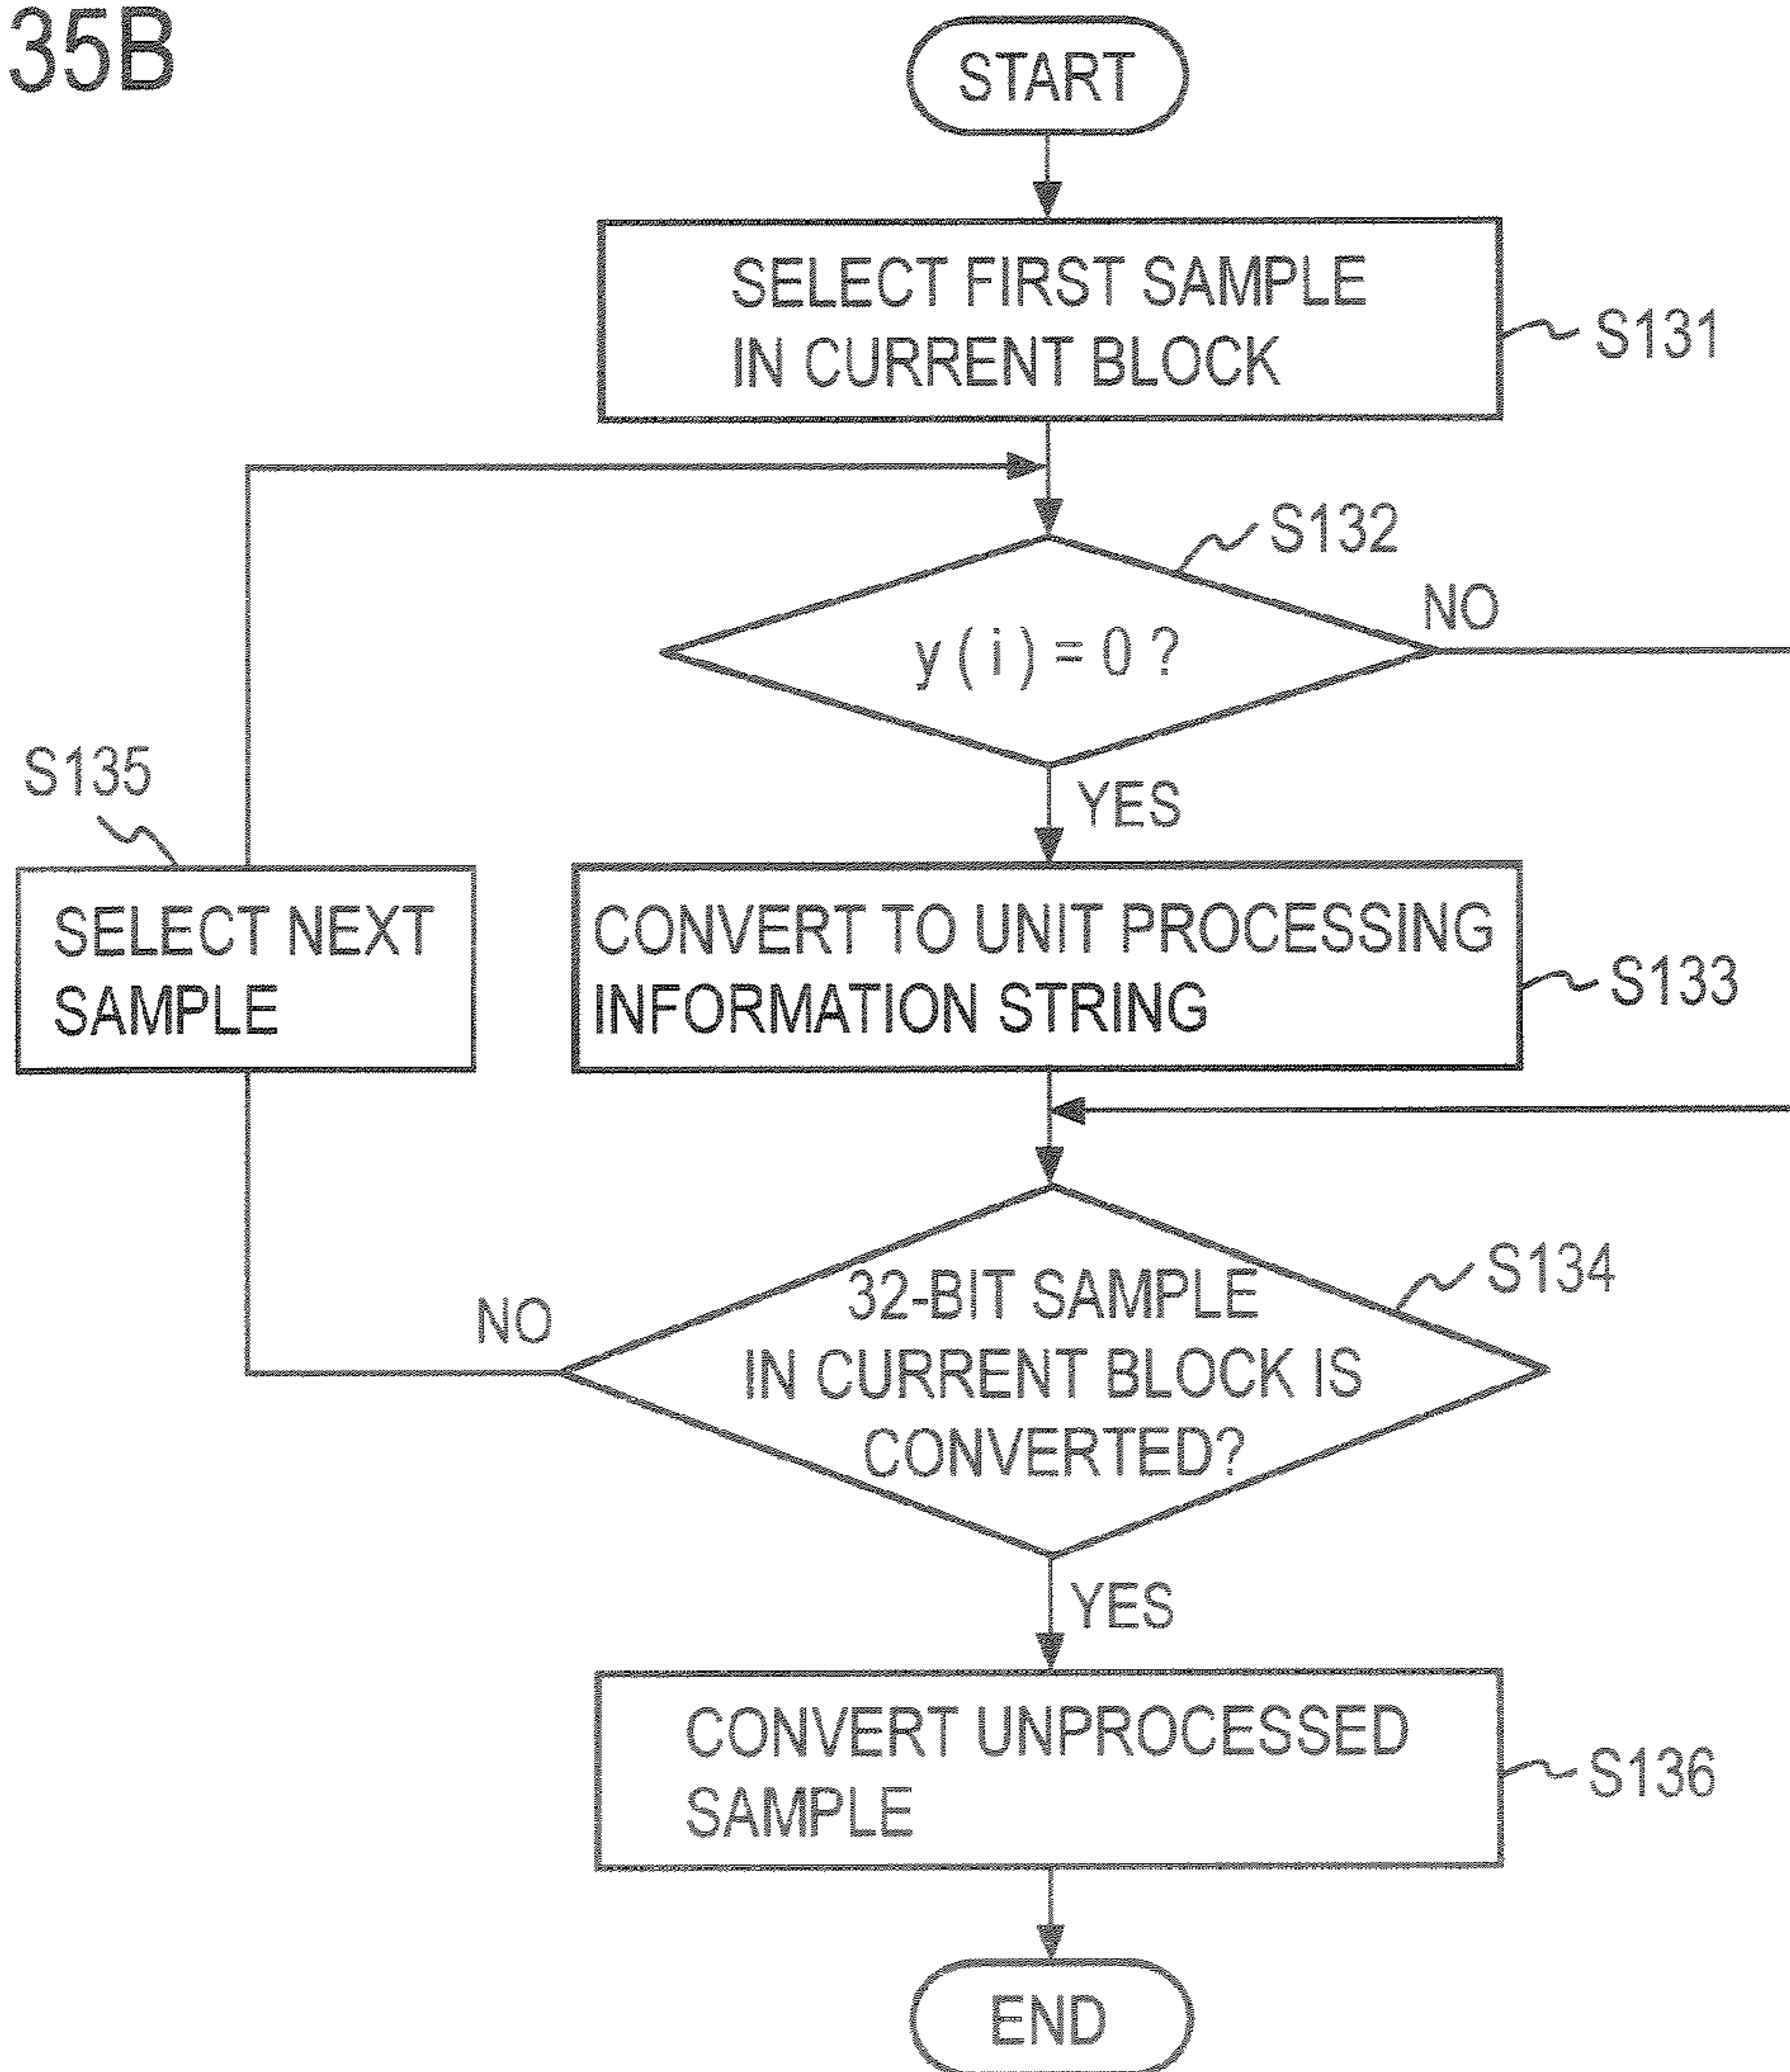 35B
START
SELECT FIRST SAMPLE
IN CURRENT BLOCK
S131
S132
y ( i ) = 0 ?
NO
YES
S135
SELECT NEXT
SAMPLE
CONVERT TO UNIT PROCESSING
INFORMATION STRING
S133
32-BIT SAMPLE
IN CURRENT BLOCK IS
CONVERTED?
S134
NO
YES
CONVERT UNPROCESSED
SAMPLE
S136
END